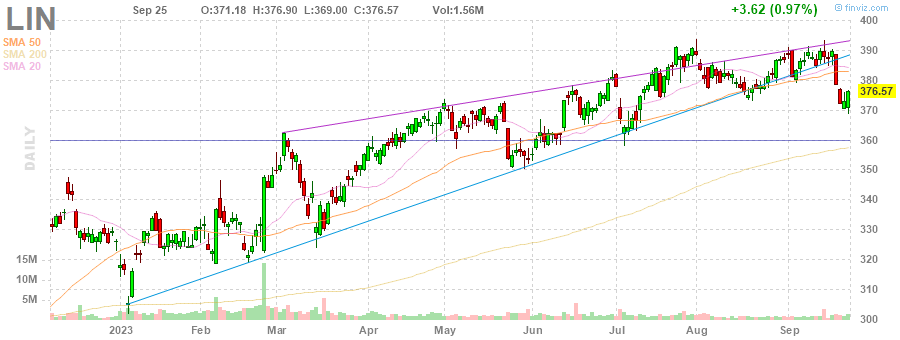 LIN
Sep 25 O:371.18 H:376.90 L:369.00 C:376.57 Vol:1.56M +3.62 (0.97%)
© finviz.com
SMA 50
SMA 200
SMA 20
DAILY
400
390
380
376.57
370
360
350
340
330
320
310
300
15M
10M
5M
2023 Feb Mar Apr May Jun Jul Aug Sep